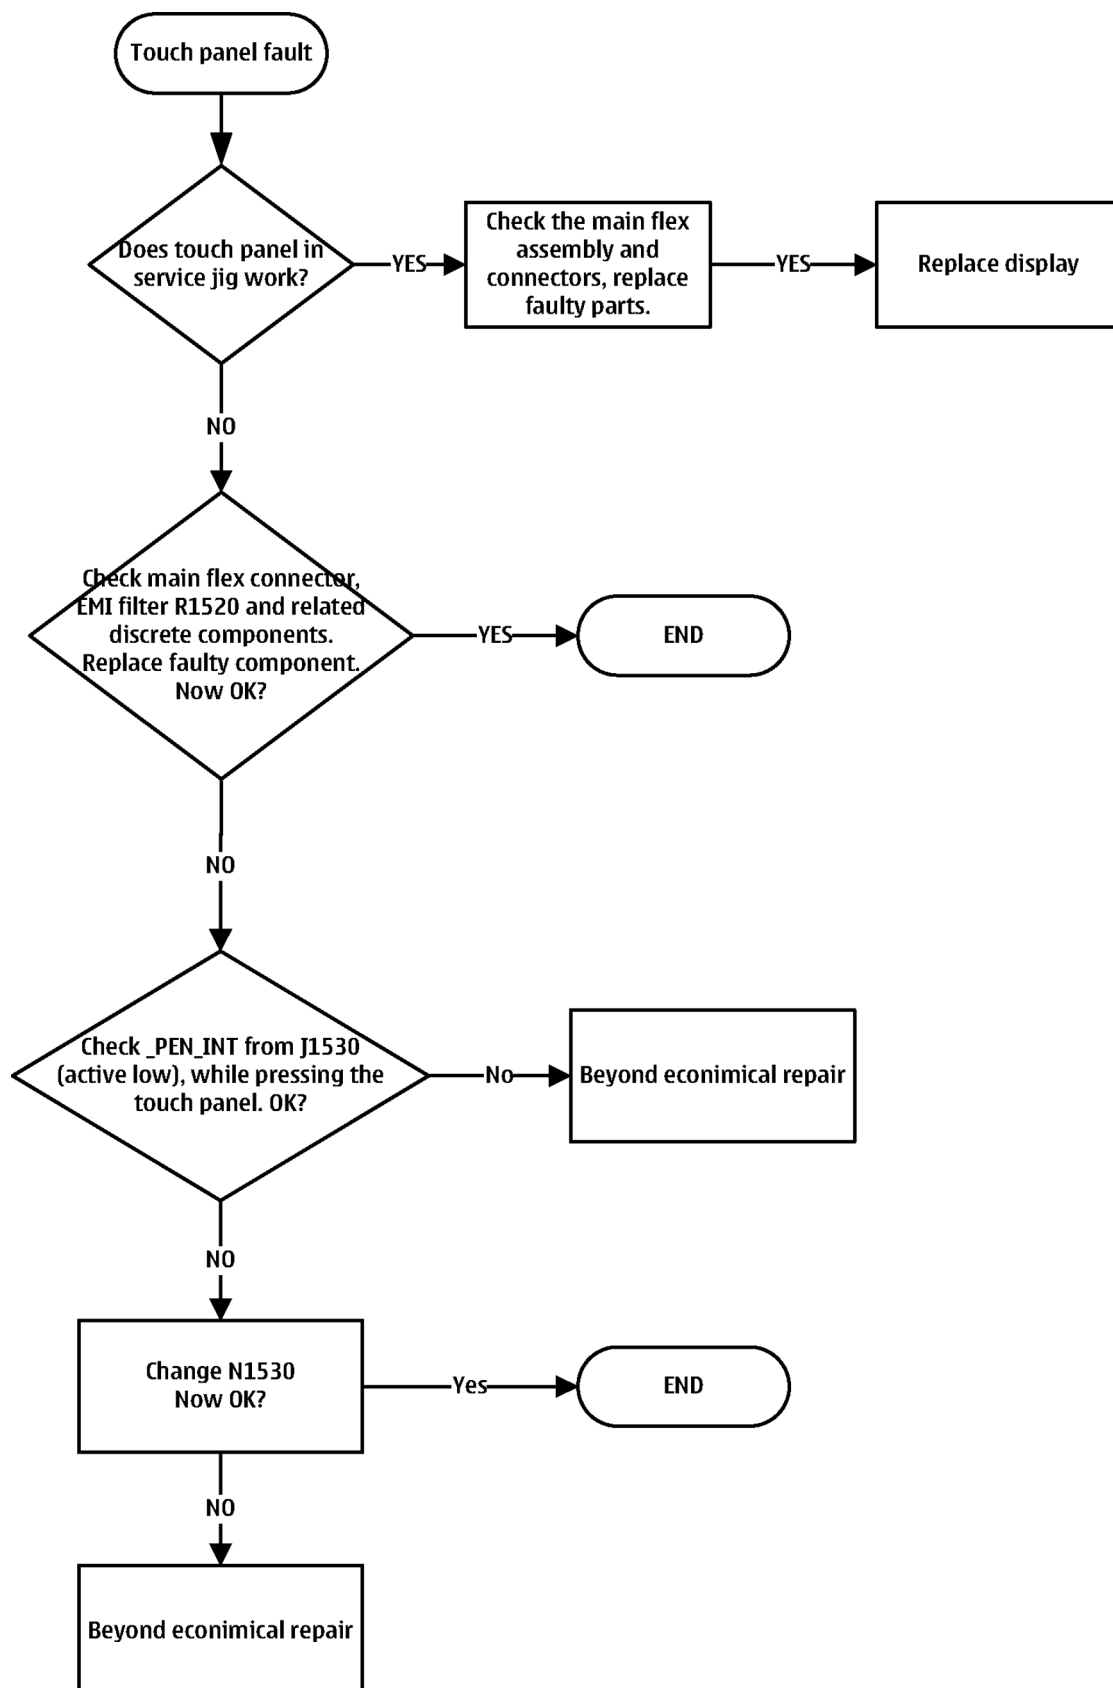 Touch panel fault
Does touch panel in
service jig work?
YES
Check the main flex
assembly and
connectors, replace
faulty parts.
YES
Replace display
NO
Check main flex connector,
EMI filter R1520 and related
discrete components.
Replace faulty component.
Now OK?
YES
END
NO
Check _PEN_INT from J1530
(active low), while pressing the
touch panel. OK?
No
Beyond econimical repair
NO
Change N1530
Now OK?
Yes
END
NO
Beyond econimical repair